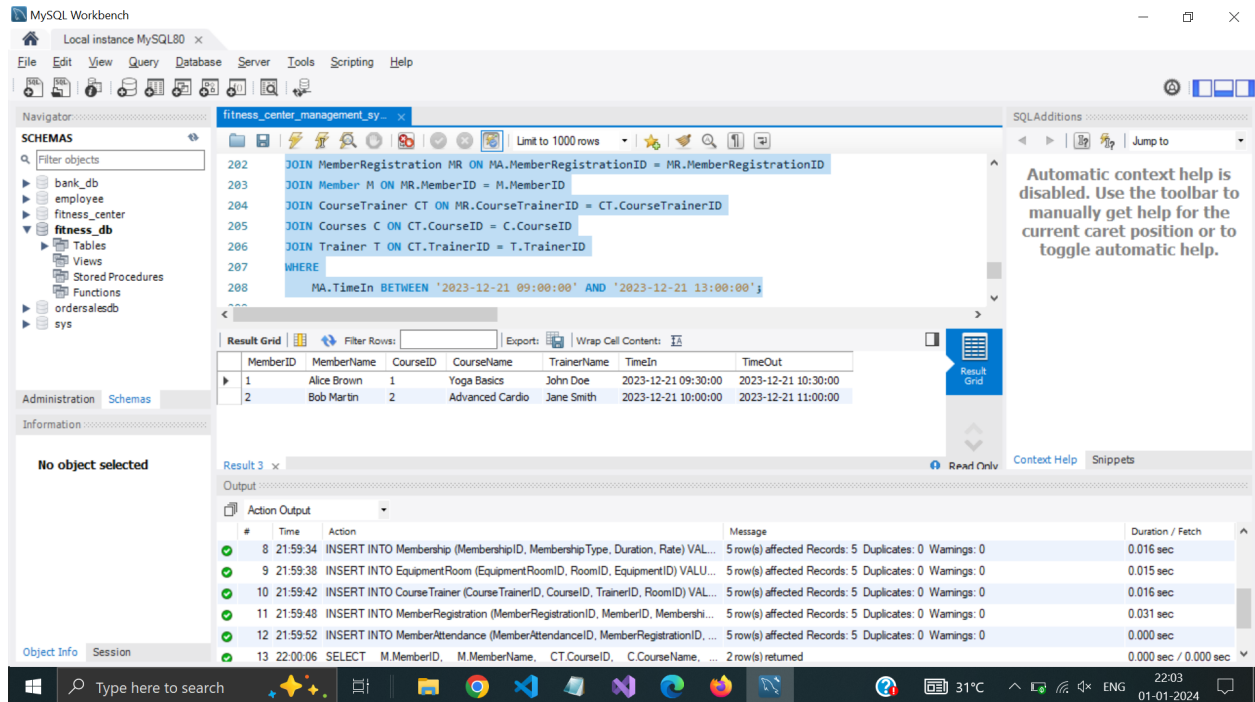 MySQL Workbench
Local instance MySQL80
File Edit View Query Database Server Tools Scripting Help
Navigator
SCHEMAS
Filter objects
bank_db
employee
fitness_center
fitness_db
Tables
Views
Stored Procedures
Functions
ordersalesdb
sys
Administration Schemas
Information
No object selected
Object Info Session
fitness_center_management_sy...
Limit to 1000 rows
202 JOIN MemberRegistration MR ON MA.MemberRegistrationID = MR.MemberRegistrationID
203 JOIN Member M ON MR.MemberID = M.MemberID
204 JOIN CourseTrainer CT ON MR.CourseTrainerID = CT.CourseTrainerID
205 JOIN Courses C ON CT.CourseID = C.CourseID
206 JOIN Trainer T ON CT.TrainerID = T.TrainerID
207 WHERE
208 MA.TimeIn BETWEEN '2023-12-21 09:00:00' AND '2023-12-21 13:00:00';
Result Grid Filter Rows: Export: Wrap Cell Content:
MemberID MemberName CourseID CourseName TrainerName TimeIn TimeOut
1 Alice Brown 1 Yoga Basics John Doe 2023-12-21 09:30:00 2023-12-21 10:30:00
2 Bob Martin 2 Advanced Cardio Jane Smith 2023-12-21 10:00:00 2023-12-21 11:00:00
Result
Grid
Result 3 Read Only
SQLAdditions
Jump to
Automatic context help is
disabled. Use the toolbar to
manually get help for the
current caret position or to
toggle automatic help.
Context Help Snippets
Output
Action Output
# Time Action Message Duration / Fetch
8 21:59:34 INSERT INTO Membership (MembershipID, MembershipType, Duration, Rate) VAL... 5 row(s) affected Records: 5 Duplicates: 0 Warnings: 0 0.016 sec
9 21:59:38 INSERT INTO EquipmentRoom (EquipmentRoomID, RoomID, EquipmentID) VALU... 5 row(s) affected Records: 5 Duplicates: 0 Warnings: 0 0.015 sec
10 21:59:42 INSERT INTO CourseTrainer (CourseTrainerID, CourseID, TrainerID, RoomID) VAL... 5 row(s) affected Records: 5 Duplicates: 0 Warnings: 0 0.016 sec
11 21:59:48 INSERT INTO MemberRegistration (MemberRegistrationID, MemberID, Membershi... 5 row(s) affected Records: 5 Duplicates: 0 Warnings: 0 0.031 sec
12 21:59:52 INSERT INTO MemberAttendance (MemberAttendanceID, MemberRegistrationID, ... 5 row(s) affected Records: 5 Duplicates: 0 Warnings: 0 0.000 sec
13 22:00:06 SELECT M.MemberID, M.MemberName, CT.CourseID, C.CourseName, ... 2 row(s) returned 0.000 sec / 0.000 sec
Type here to search
31°C ENG 22:03
01-01-2024